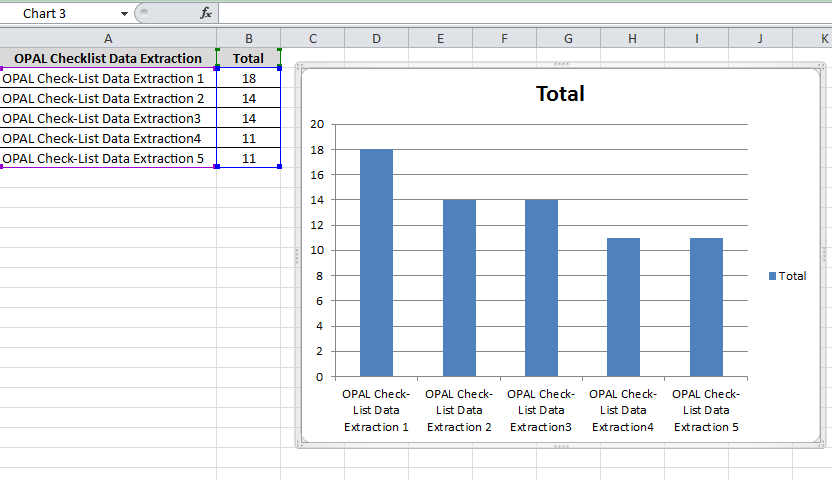 Chart 3 fx
A B C D E F G H I J K
OPAL Checklist Data Extraction Total
OPAL Check-List Data Extraction 1 18
OPAL Check-List Data Extraction 2 14
OPAL Check-List Data Extraction3 14
OPAL Check-List Data Extraction4 11
OPAL Check-List Data Extraction 5 11
Total
20
18
16
14
12
10
8
6
4
2
0
OPAL Check-List Data Extraction 1
OPAL Check-List Data Extraction 2
OPAL Check-List Data Extraction3
OPAL Check-List Data Extraction4
OPAL Check-List Data Extraction 5
Total